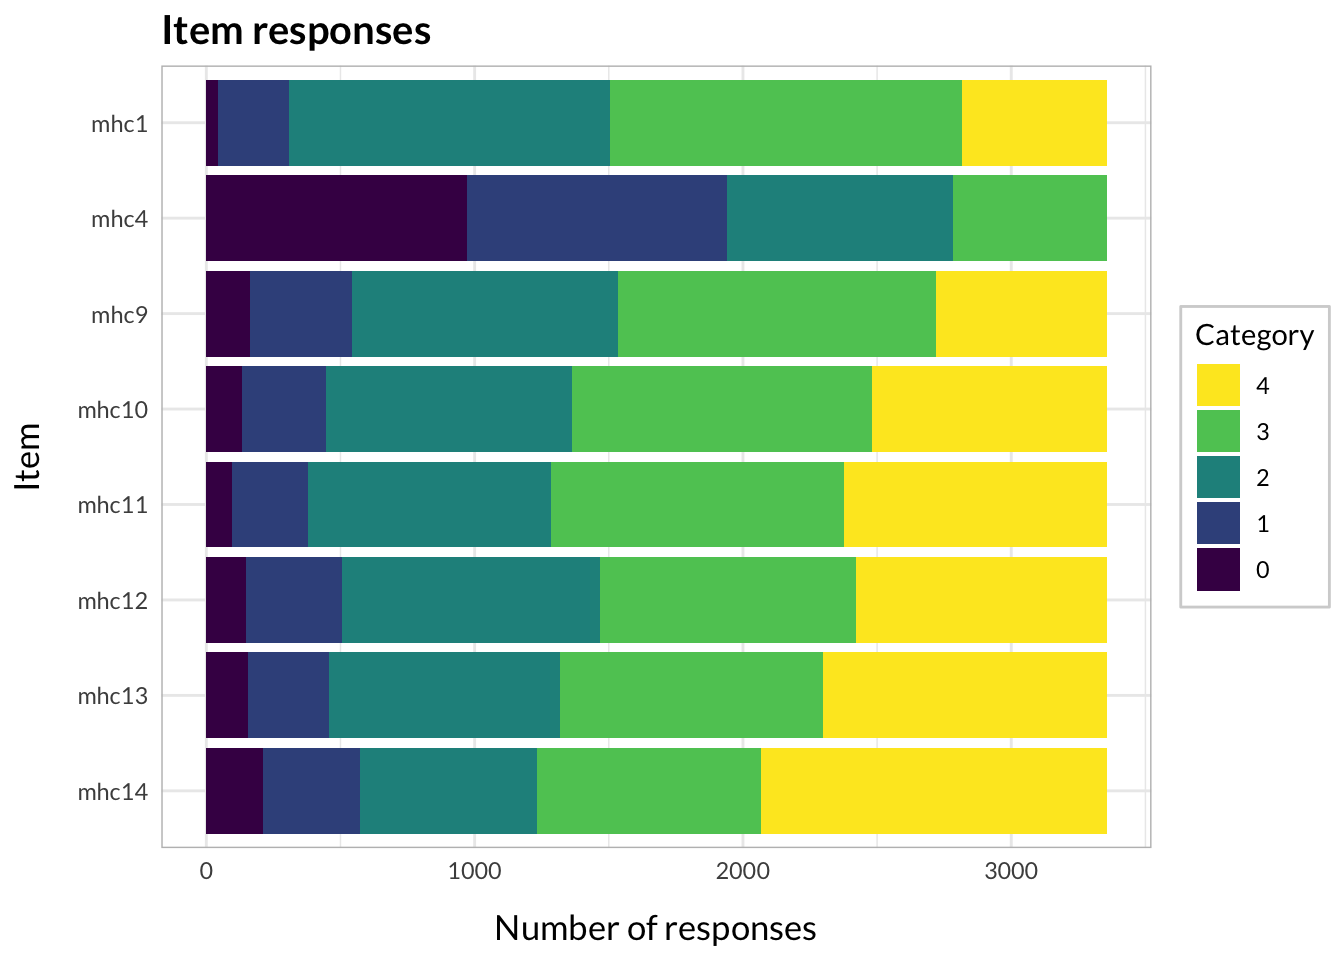 Item responses
mhc1
mhc4
mhc9
mhc10
mhc11
mhc12
mhc13
mhc14
Item
0 1000 2000 3000
Number of responses
Category
4
3
2
1
0